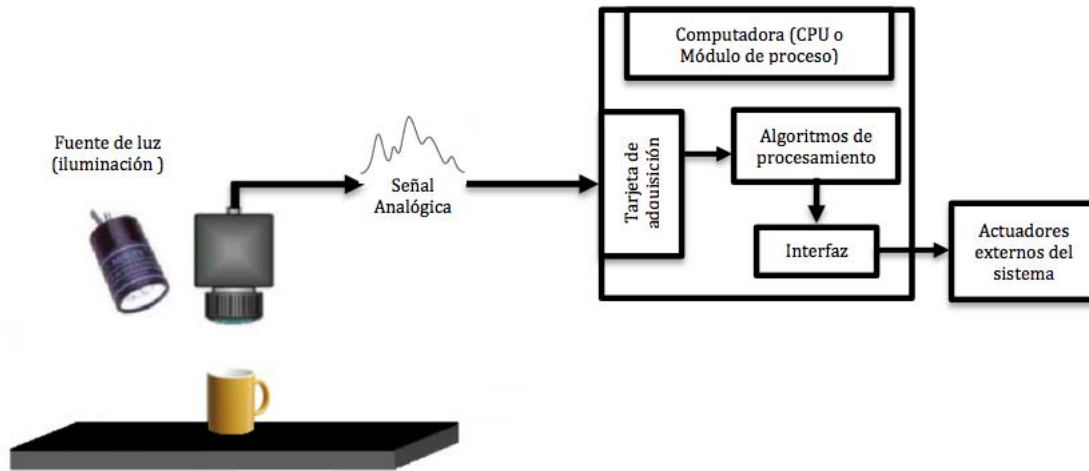 Computadora (CPU o
Módulo de proceso)
Fuente de luz
(iluminación )
Señal
Analógica
Tarjeta de
adquisición
Algoritmos de
procesamiento
Interfaz
Actuadores
externos del
sistema